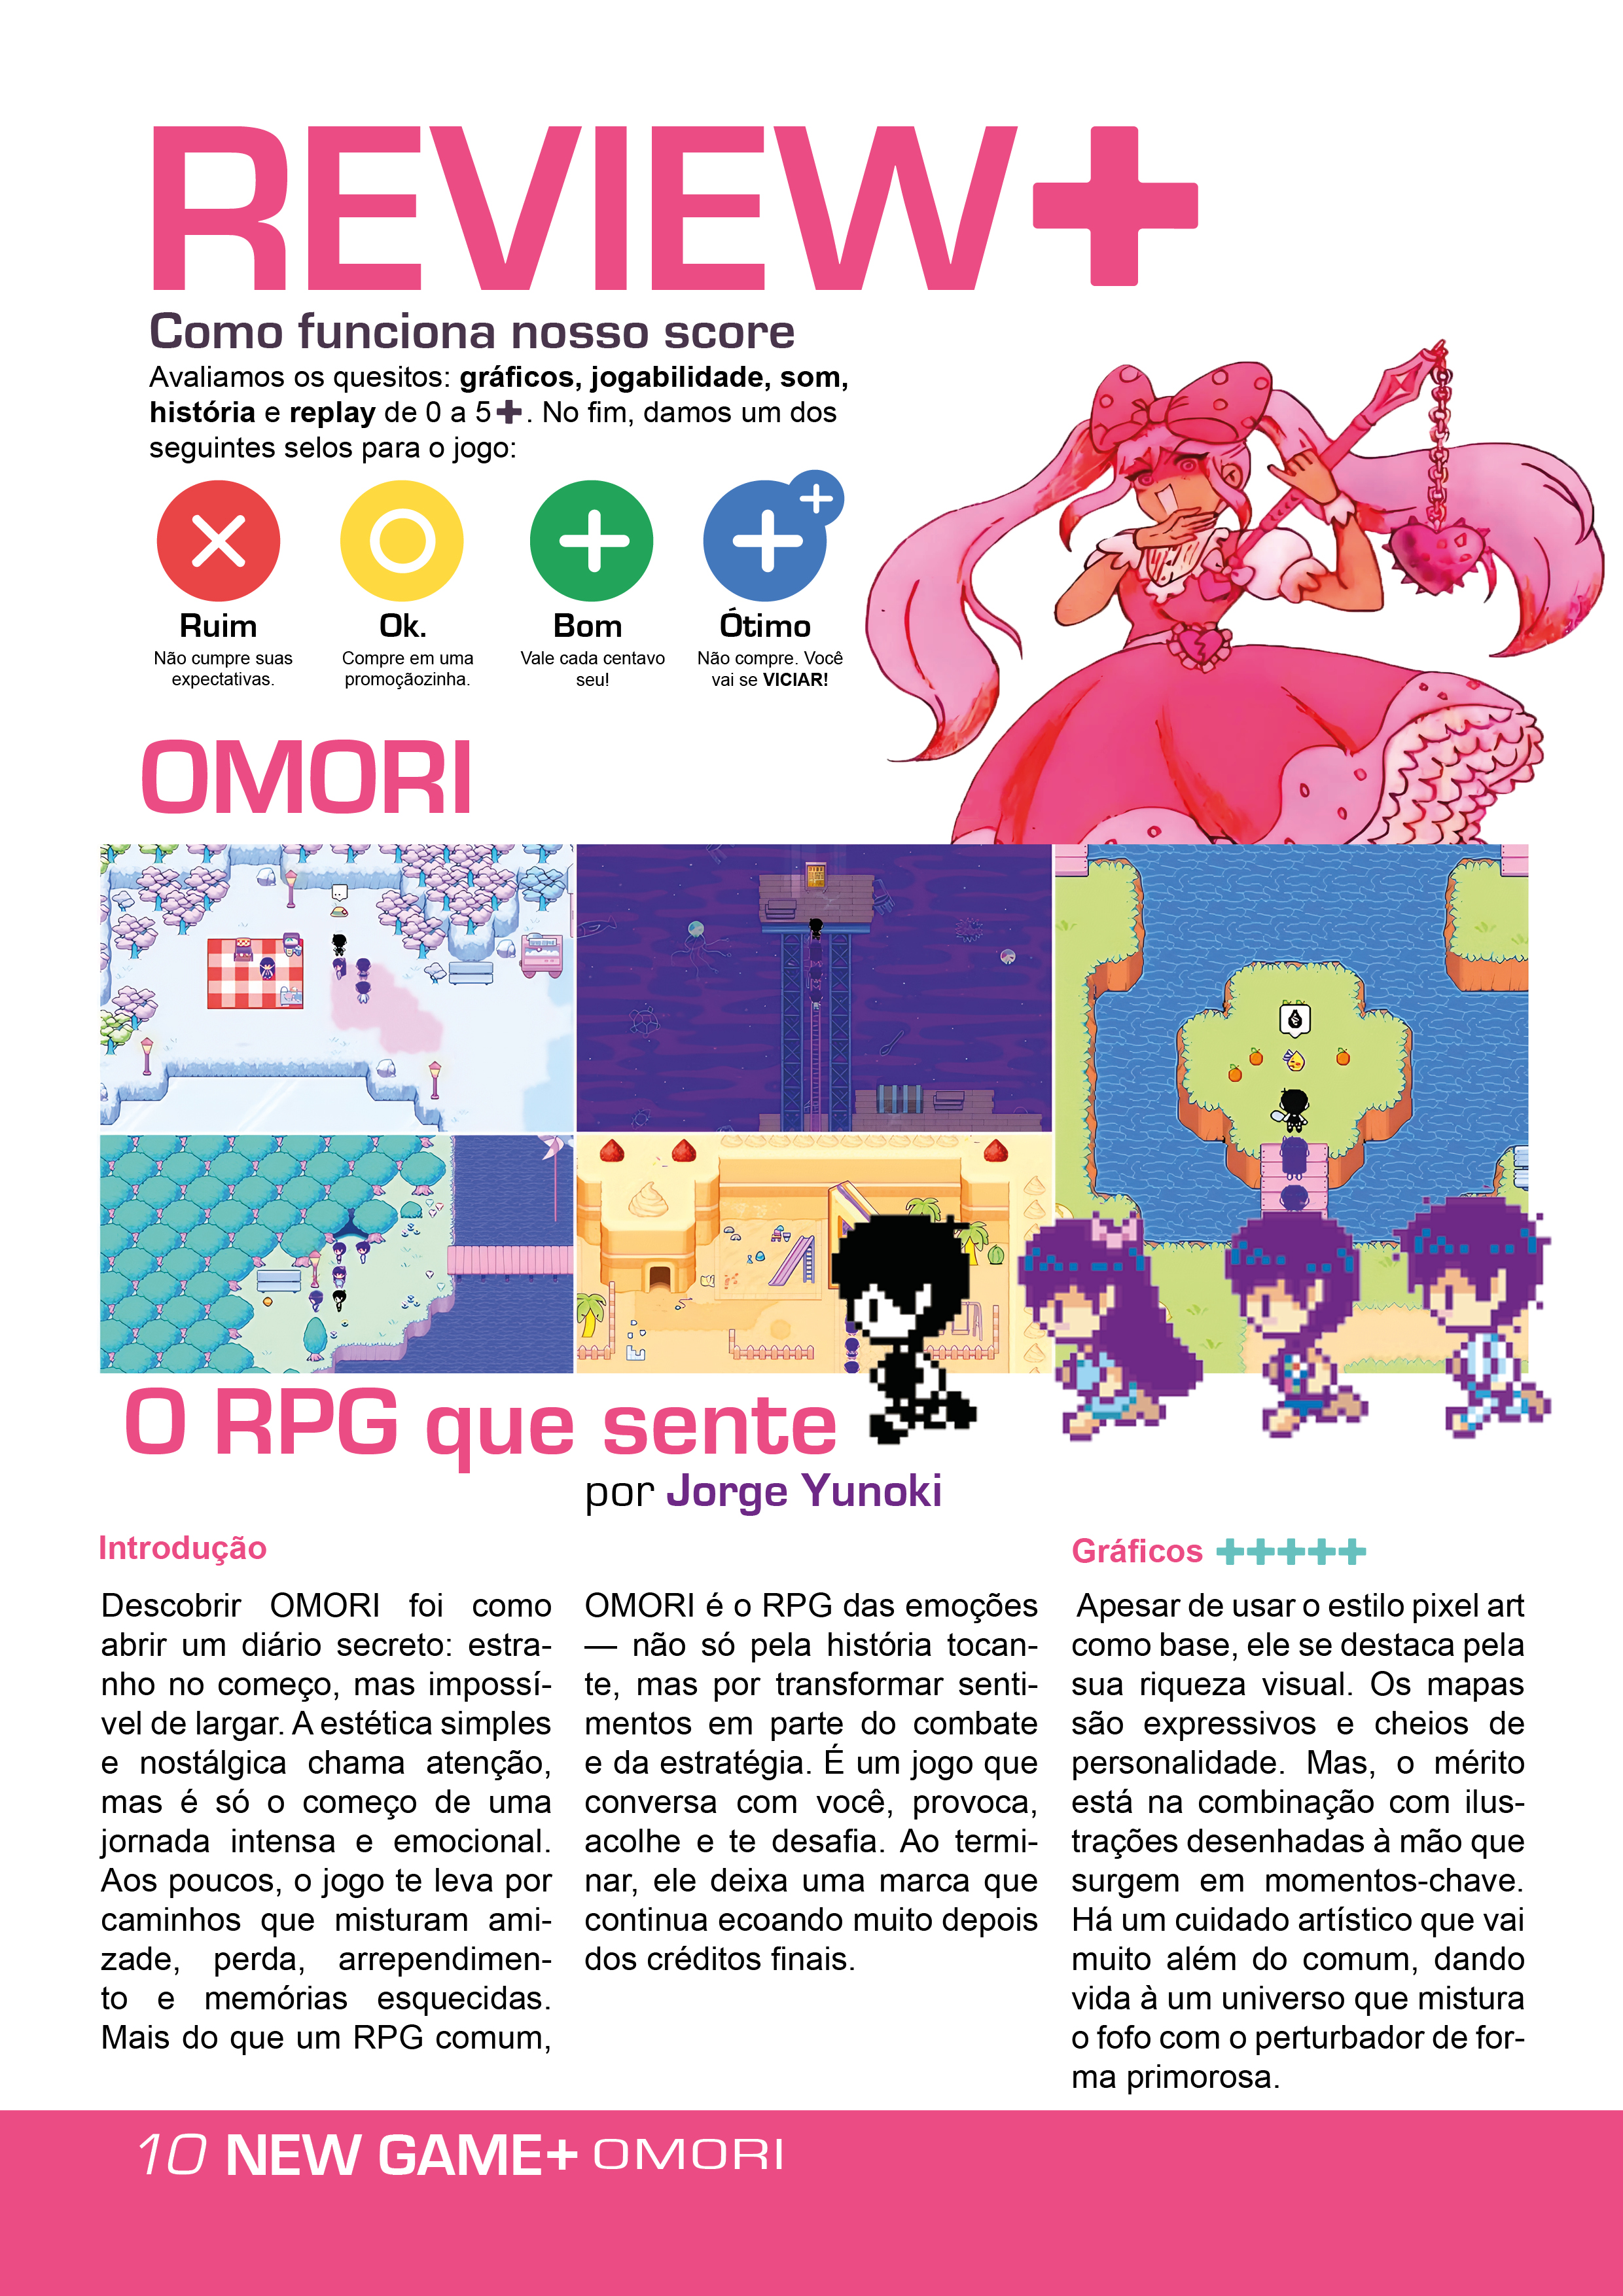 REVIEW+
Como funciona nosso score
Avaliamos os quesitos: gráficos, jogabilidade, som,
história e replay de 0 a 5+. No fim, damos um dos
seguintes selos para o jogo:
Ruim
Não cumpre suas
expectativas.
Ok.
Compre em uma
promoçãozinha.
Bom
Vale cada centavo
seu!
Ótimo
Não compre. Você
vai se VICIAR!
OMORI
O RPG que sente
por Jorge Yunoki
Introdução
Descobrir OMORI foi como
abrir um diário secreto: estra-
nho no começo, mas impossí-
vel de largar. A estética simples
e nostálgica chama atenção,
mas é só o começo de uma
jornada intensa e emocional.
Aos poucos, o jogo te leva por
caminhos que misturam ami-
zade, perda, arrependimen-
to e memórias esquecidas.
Mais do que um RPG comum,
OMORI é o RPG das emoções
— não só pela história tocan-
te, mas por transformar senti-
mentos em parte do combate
e da estratégia. É um jogo que
conversa com você, provoca,
acolhe e te desafia. Ao termi-
nar, ele deixa uma marca que
continua ecoando muito depois
dos créditos finais.
Gráficos +++++
Apesar de usar o estilo pixel art
como base, ele se destaca pela
sua riqueza visual. Os mapas
são expressivos e cheios de
personalidade. Mas, o mérito
está na combinação com ilus-
trações desenhadas à mão que
surgem em momentos-chave.
Há um cuidado artístico que vai
muito além do comum, dando
vida à um universo que mistura
o fofo com o perturbador de for-
ma primorosa.
10 NEW GAME+ OMORI